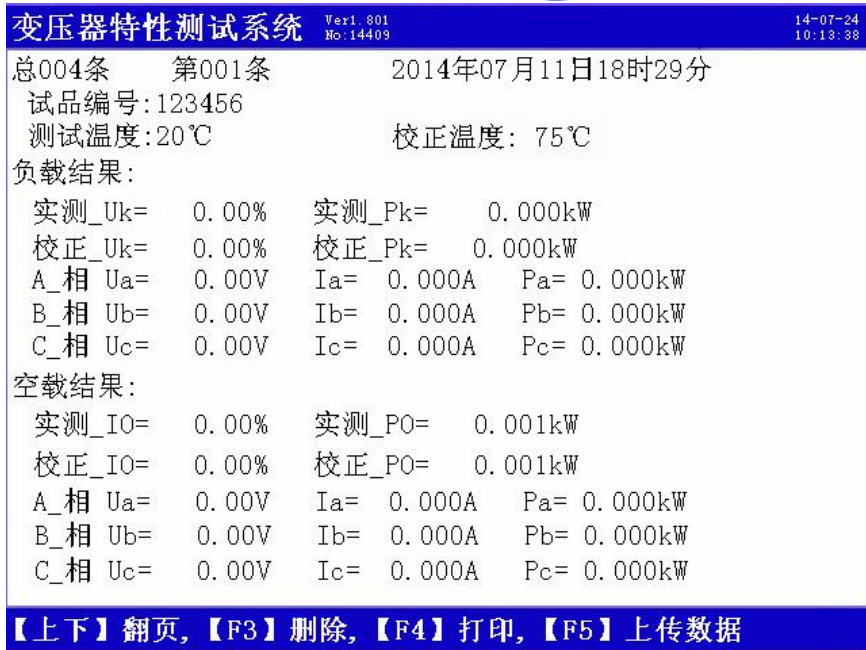 变压器特性测试系统 Ver1.801 14-07-24
No:14409 10:13:38
总004条 第001条 2014年07月11日18时29分
试品编号:123456
测试温度:20℃ 校正温度: 75℃
负载结果:
实测_Uk= 0.00% 实测_Pk= 0.000kW
校正_Uk= 0.00% 校正_Pk= 0.000kW
A_相 Ua= 0.00V Ia= 0.000A Pa= 0.000kW
B_相 Ub= 0.00V Ib= 0.000A Pb= 0.000kW
C_相 Uc= 0.00V Ic= 0.000A Pc= 0.000kW
空载结果:
实测_IO= 0.00% 实测_PO= 0.001kW
校正_IO= 0.00% 校正_PO= 0.001kW
A_相 Ua= 0.00V Ia= 0.000A Pa= 0.000kW
B_相 Ub= 0.00V Ib= 0.000A Pb= 0.000kW
C_相 Uc= 0.00V Ic= 0.000A Pc= 0.000kW
【上下】翻页,【F3】删除,【F4】打印,【F5】上传数据